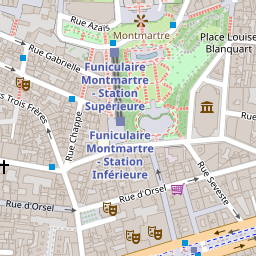 Rue Azaïs
Montmartre
Place Louise
Blanquart
Rue Gabrielle
Funiculaire
Montmartre
- Station
Supérieure
Trois Frères
Rue Chappe
Funiculaire
Montmartre
- Station
Inférieure
Rue d'Orsel
Rue Seveste
Rue d'Orsel